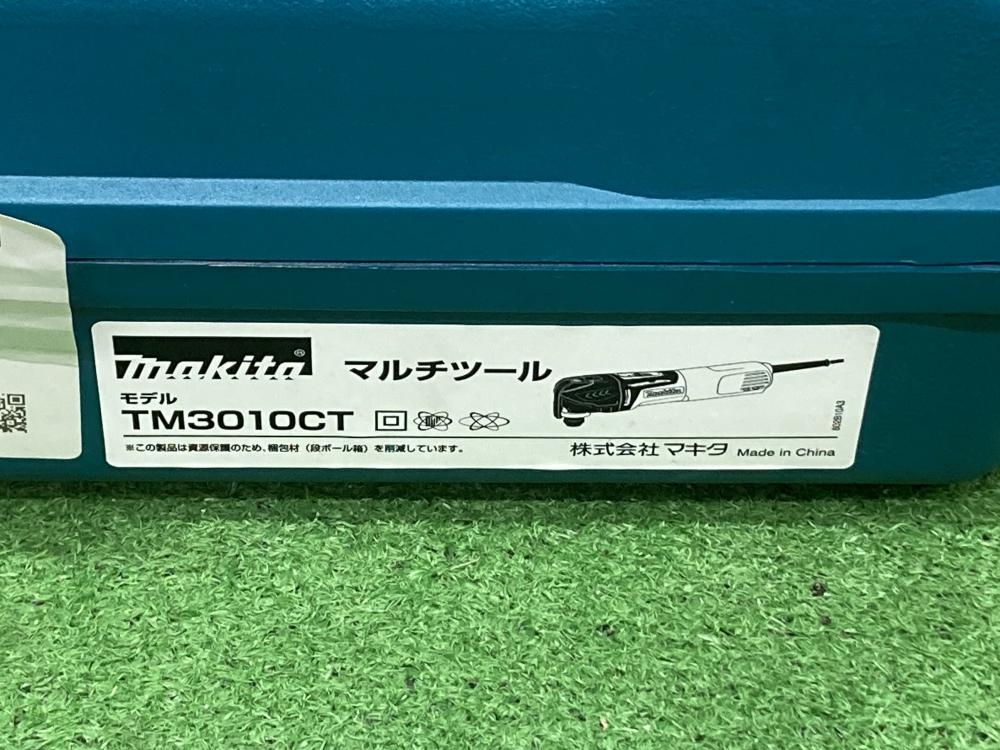 makita® マルチツール
モデル
TM3010CT
※この製品は資源保護のため、梱包材（段ボール箱）を削減しています。
株式会社 マキタ Made in China
802B10A3